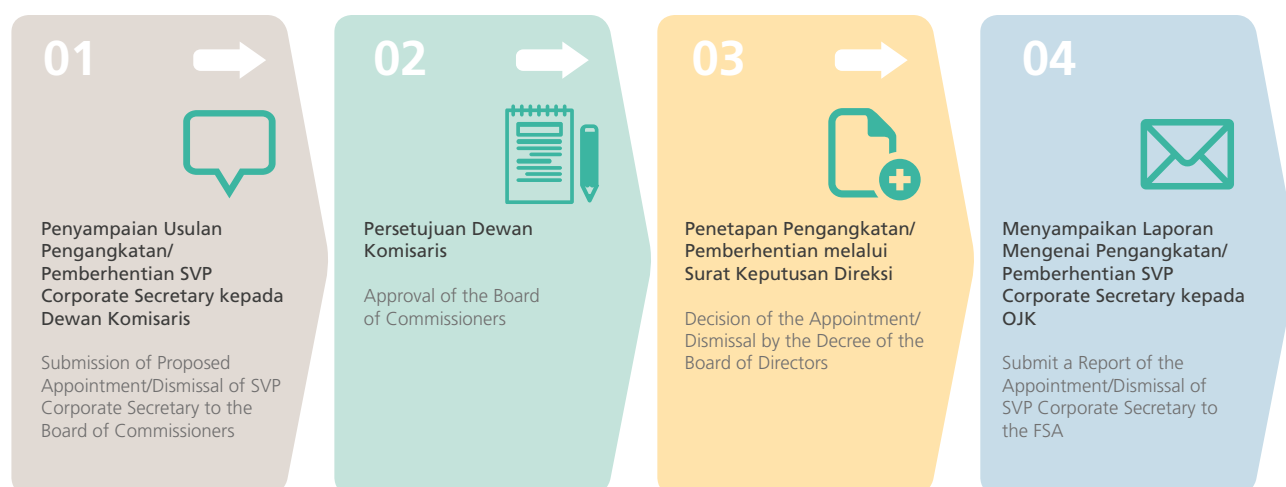 01
Penyampaian Usulan
Pengangkatan/
Pemberhentian SVP
Corporate Secretary kepada
Dewan Komisaris
Submission of Proposed
Appointment/Dismissal of SVP
Corporate Secretary to the
Board of Commissioners
02
Persetujuan Dewan
Komisaris
Approval of the Board
of Commissioners
03
Penetapan Pengangkatan/
Pemberhentian melalui
Surat Keputusan Direksi
Decision of the Appointment/
Dismissal by the Decree of the
Board of Directors
04
Menyampaikan Laporan
Mengenai Pengangkatan/
Pemberhentian SVP
Corporate Secretary kepada
OJK
Submit a Report of the
Appointment/Dismissal of
SVP Corporate Secretary to
the FSA